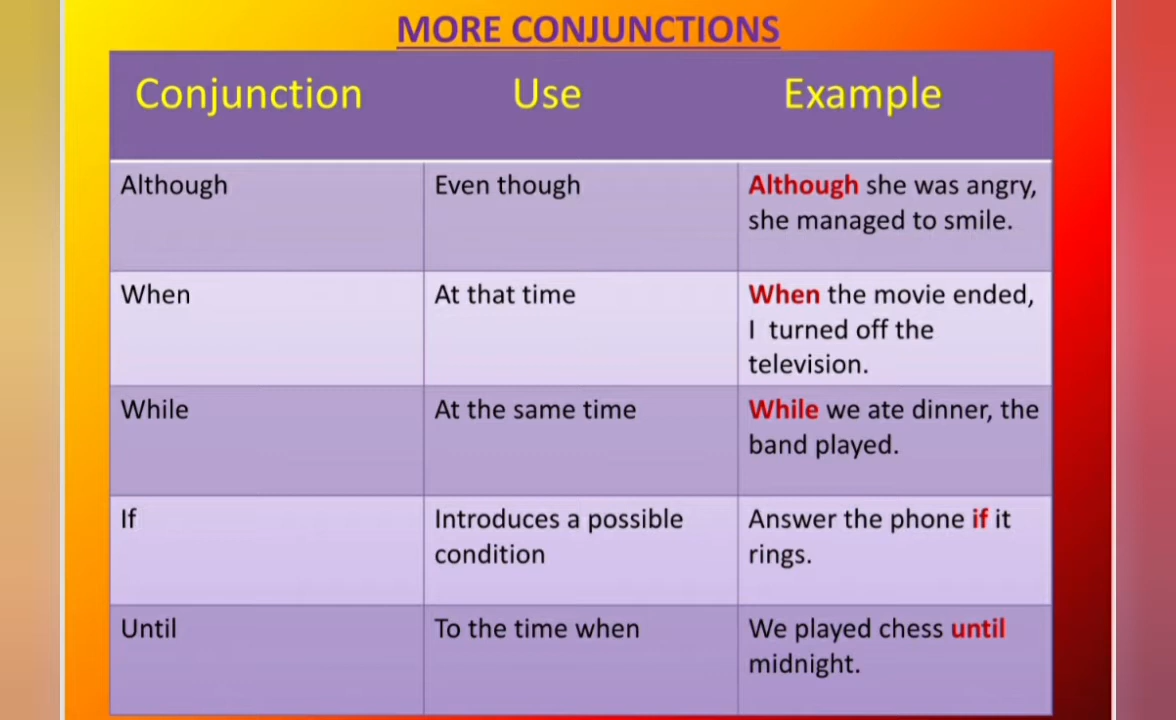 MORE CONJUNCTIONS
Conjunction Use Example
Although Even though Although she was angry,
she managed to smile.
When At that time When the movie ended,
I turned off the
television.
While At the same time While we ate dinner, the
band played.
If Introduces a possible Answer the phone if it
condition rings.
Until To the time when We played chess until
midnight.